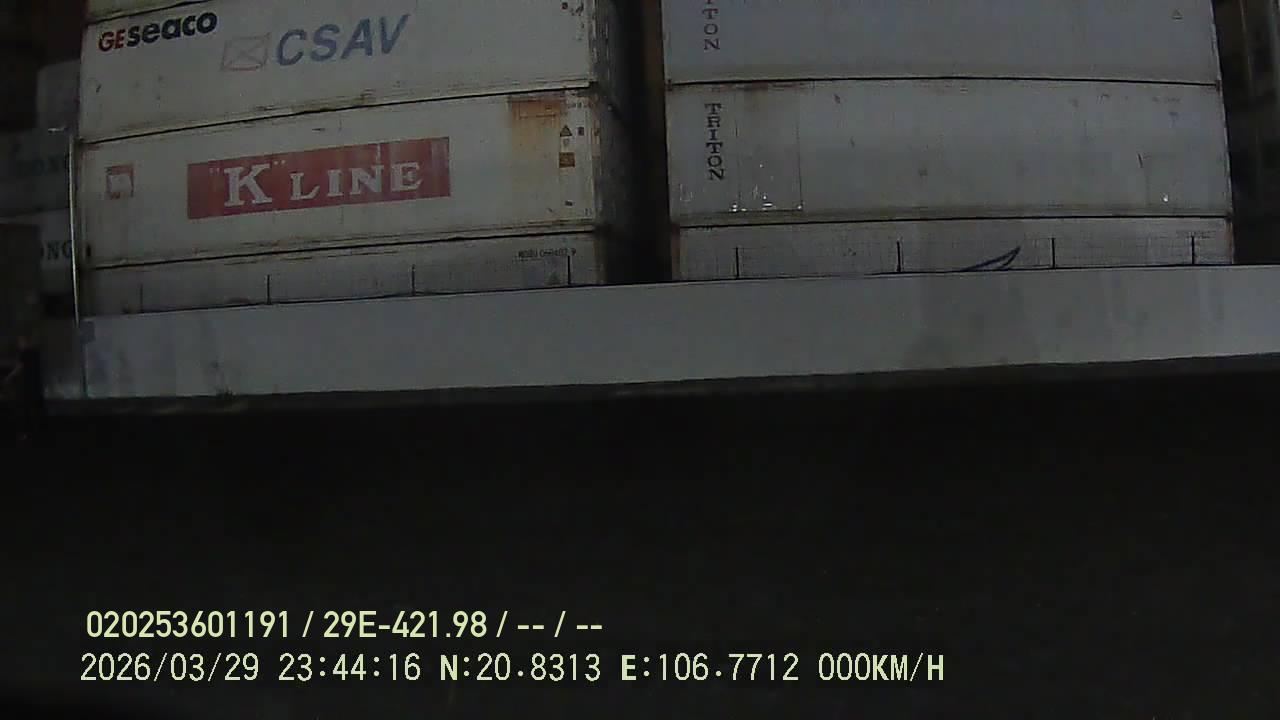 GEseaco
CSAV
TRITON
"K" LINE
TRITON
ONG
020253601191 / 29E-421.98 / -- / --
2026/03/29 23:44:16 N:20.8313 E:106.7712 000KM/H